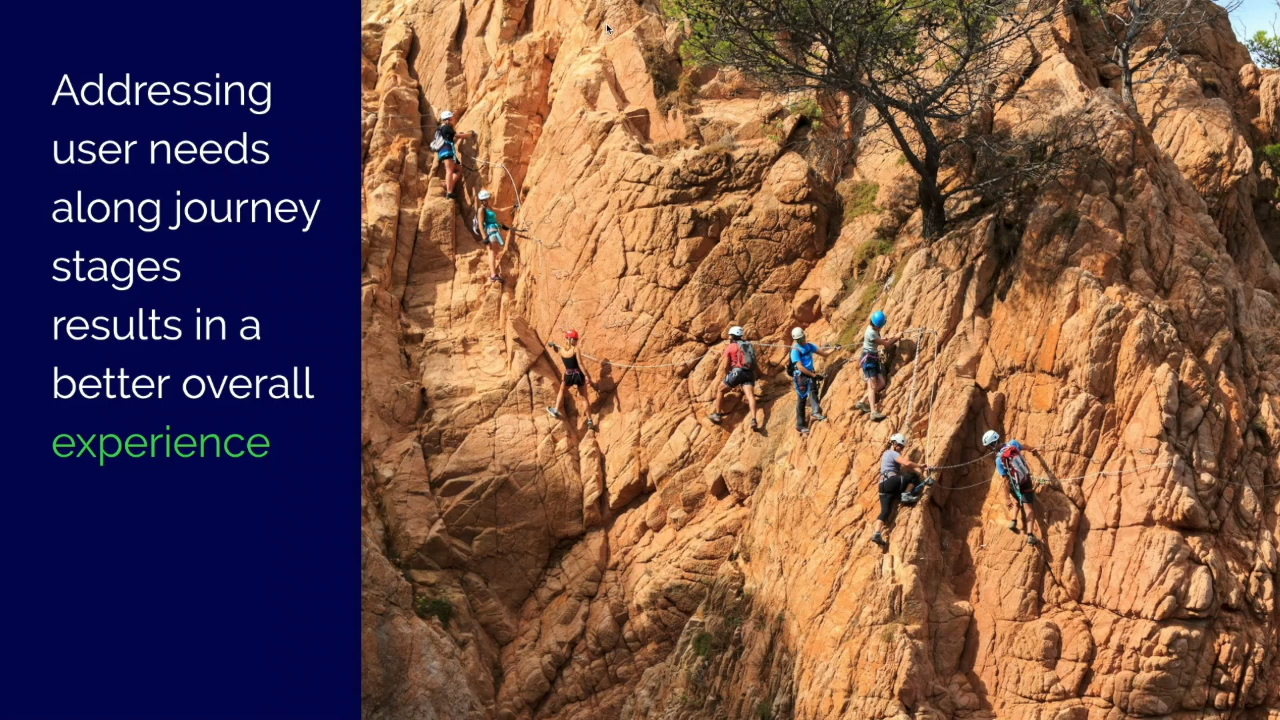 Addressing
user needs
along journey
stages
results in a
better overall
experience